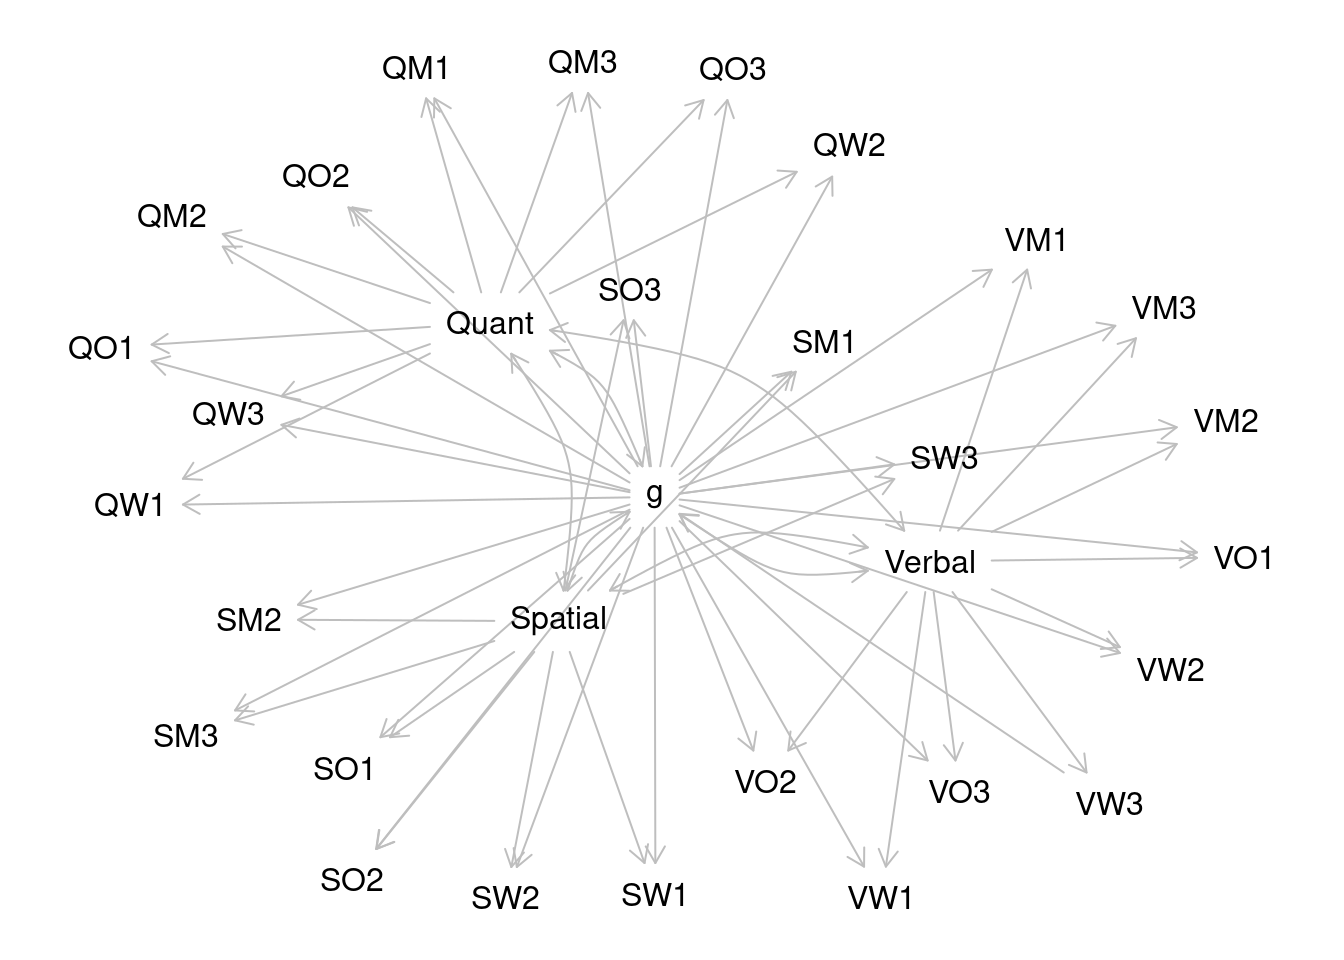 QM1
QM3
QO3
QW2
QO2
QM2
VM1
SO3
VM3
Quant
SM1
QO1
QW3
VM2
SW3
g
QW1
VO1
Verbal
Spatial
SM2
VW2
SM3
SO1
VO2
VO3
VW3
SO2
SW2
SW1
VW1